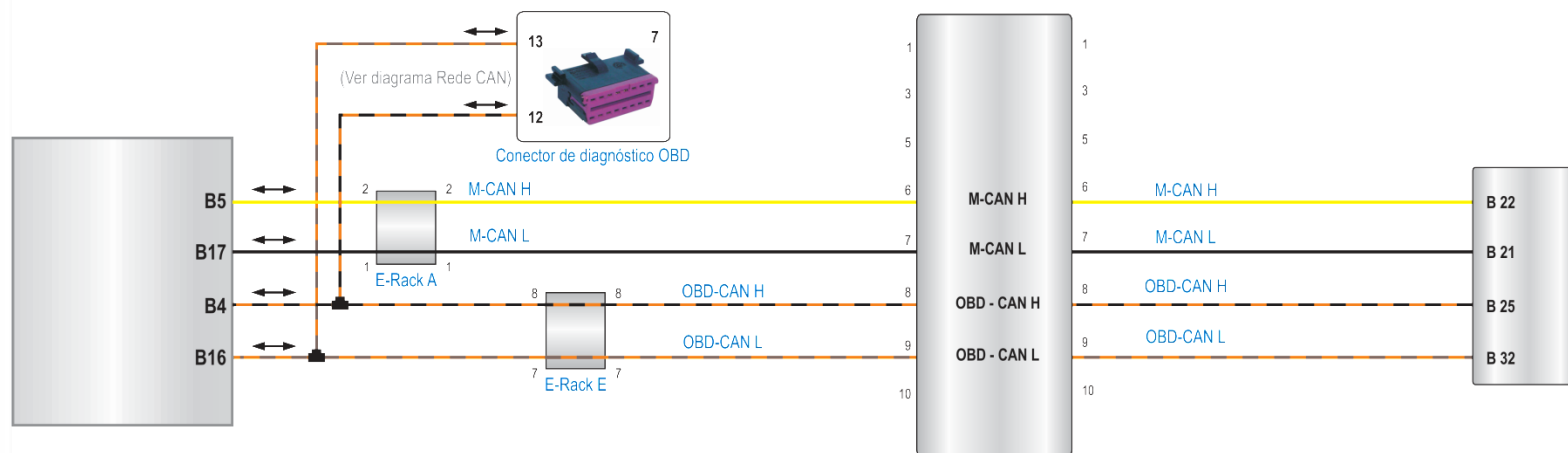 13
7
(Ver diagrama Rede CAN)
12
Conector de diagnóstico OBD
B5
B17
B4
B16
2
2
M-CAN H
M-CAN L
1
1
E-Rack A
8
8
OBD-CAN H
OBD-CAN L
7
7
E-Rack E
1
3
5
6
7
8
9
10
M-CAN H
M-CAN L
OBD - CAN H
OBD - CAN L
1
3
5
6
7
8
9
10
M-CAN H
M-CAN L
OBD-CAN H
OBD-CAN L
B 22
B 21
B 25
B 32